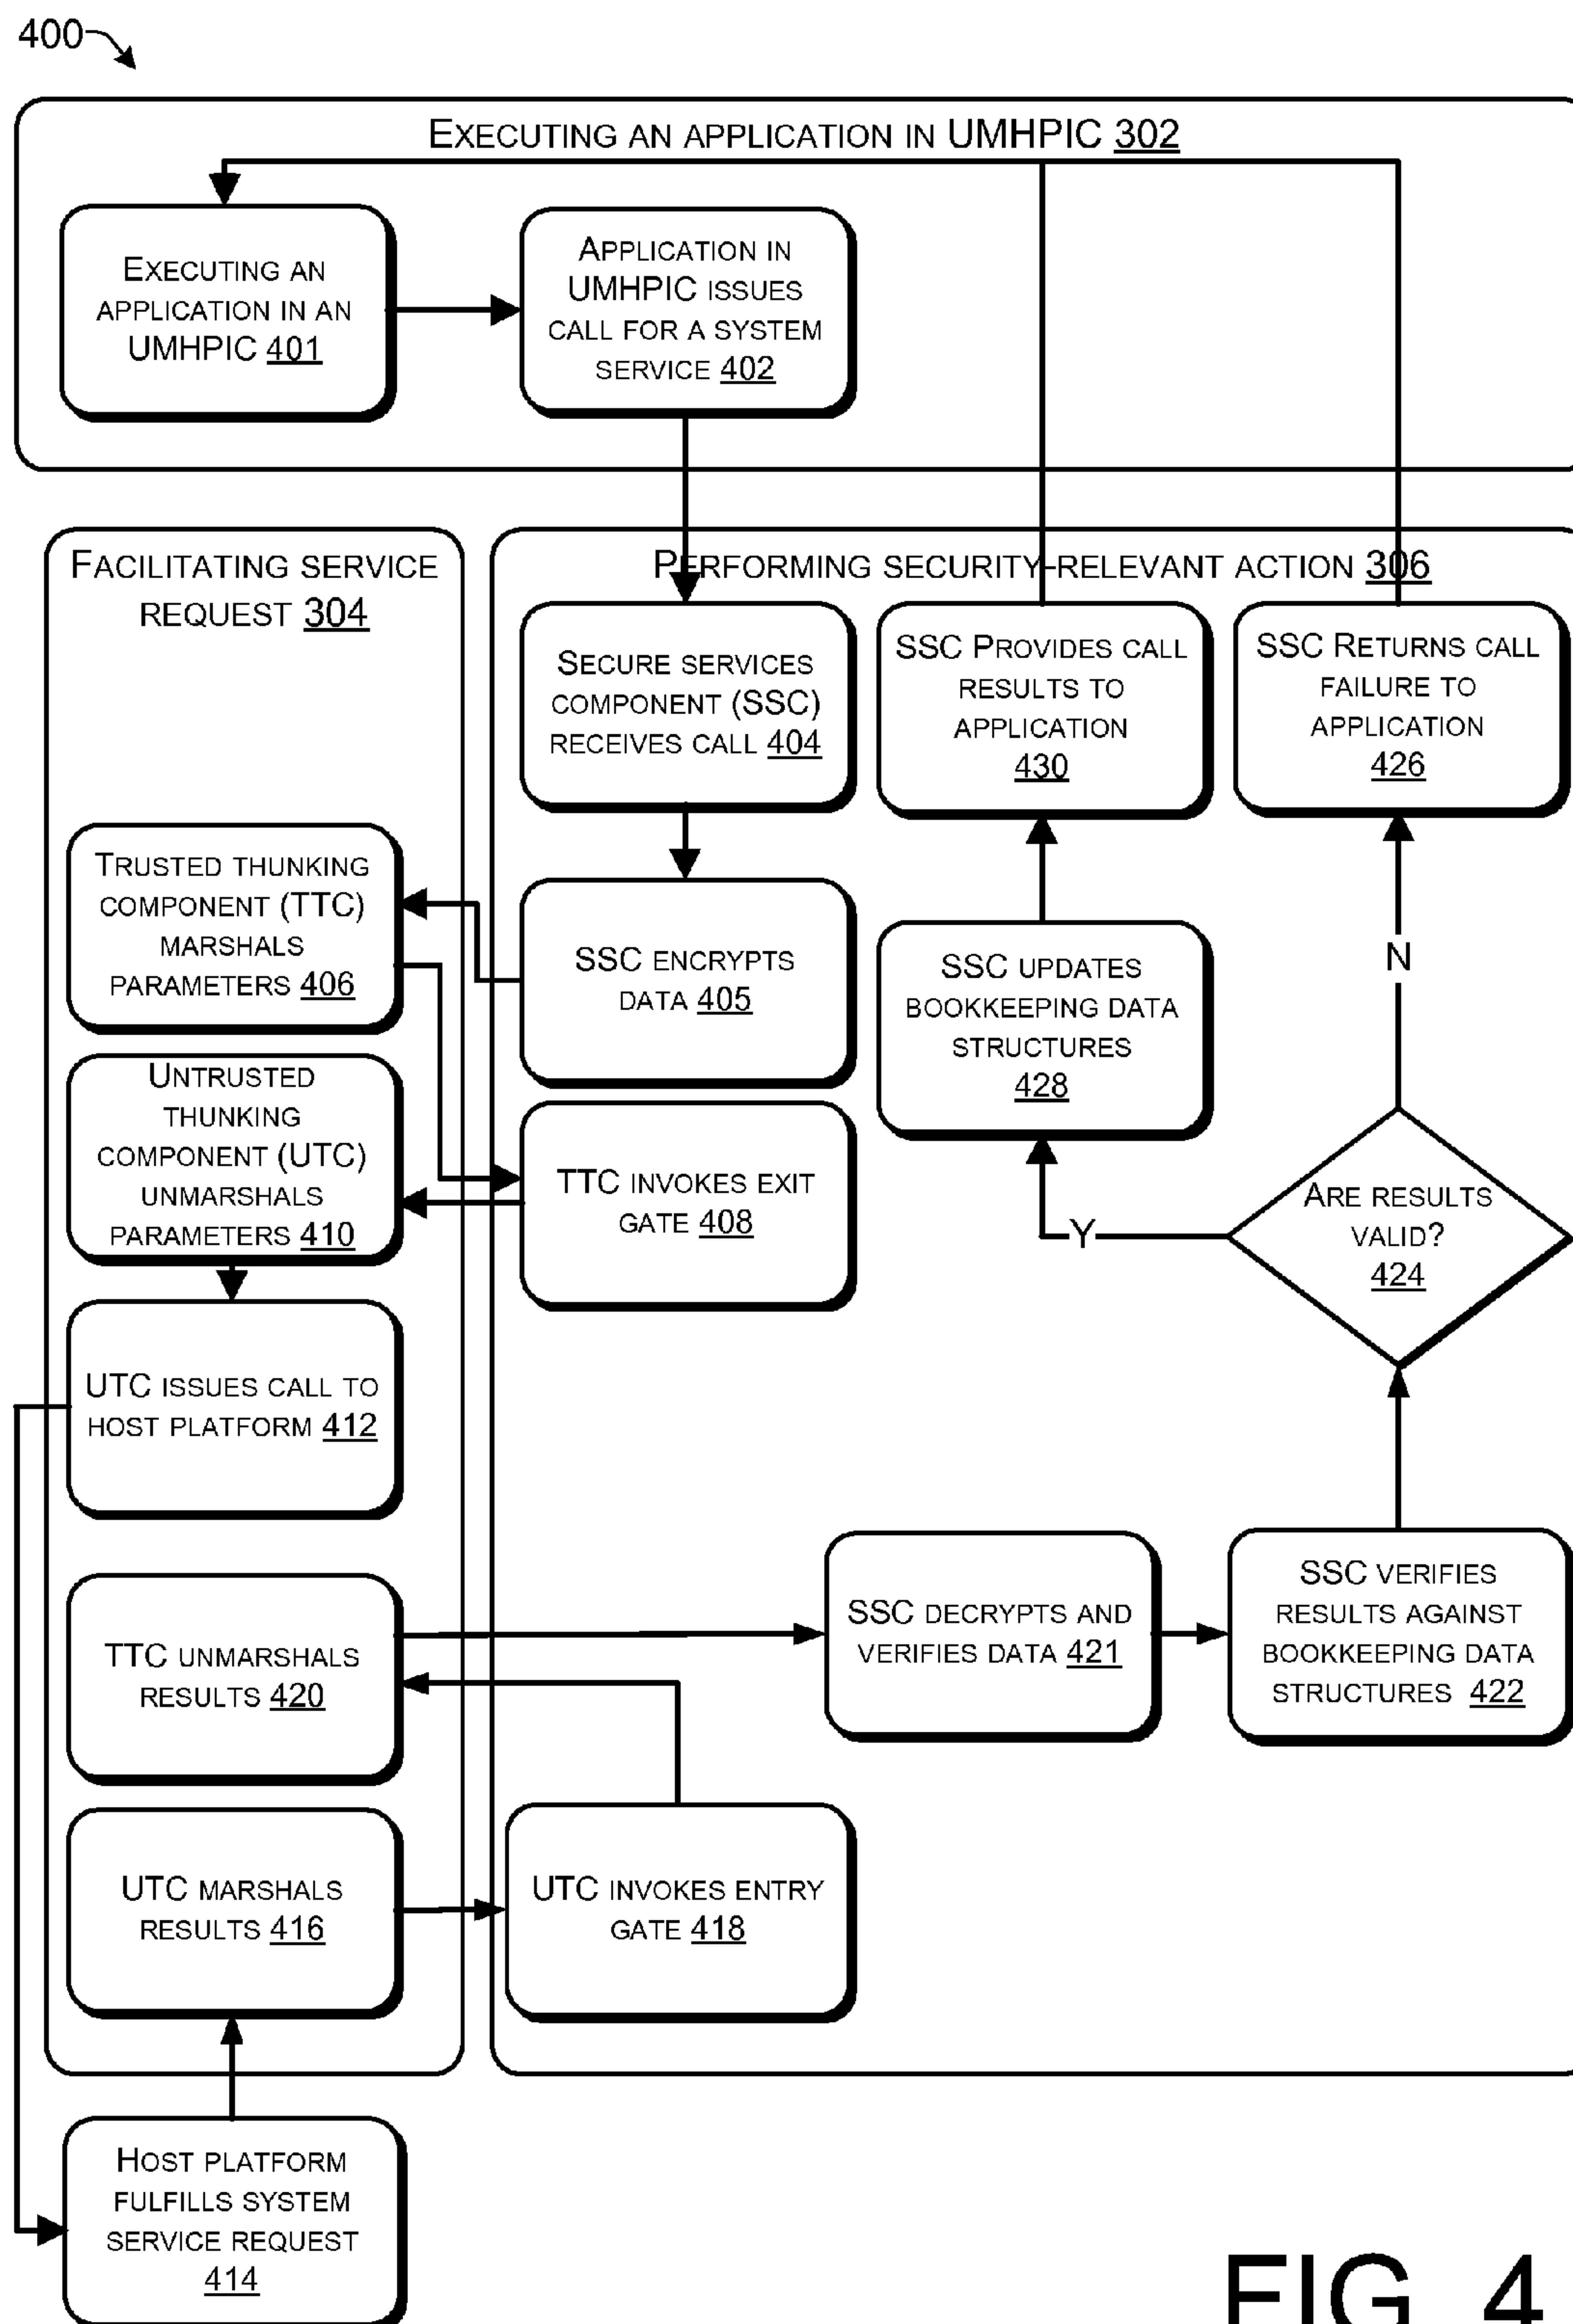 400
EXECUTING AN APPLICATION IN UMHPIC 302
EXECUTING AN
APPLICATION IN AN
UMHPIC 401
APPLICATION IN
UMHPIC ISSUES
CALL FOR A SYSTEM
SERVICE 402
FACILITATING SERVICE
REQUEST 304
PERFORMING SECURITY-RELEVANT ACTION 306
SECURE SERVICES
COMPONENT (SSC)
RECEIVES CALL 404
SSC PROVIDES CALL
RESULTS TO
APPLICATION
430
SSC RETURNS CALL
FAILURE TO
APPLICATION
426
TRUSTED THUNKING
COMPONENT (TTC)
MARSHALS
PARAMETERS 406
SSC ENCRYPTS
DATA 405
SSC UPDATES
BOOKKEEPING DATA
STRUCTURES
428
N
UNTRUSTED
THUNKING
COMPONENT (UTC)
UNMARSHALS
PARAMETERS 410
TTC INVOKES EXIT
GATE 408
Y
ARE RESULTS
VALID?
424
UTC ISSUES CALL TO
HOST PLATFORM 412
TTC UNMARSHALS
RESULTS 420
SSC DECRYPTS AND
VERIFIES DATA 421
SSC VERIFIES
RESULTS AGAINST
BOOKKEEPING DATA
STRUCTURES 422
UTC MARSHALS
RESULTS 416
UTC INVOKES ENTRY
GATE 418
HOST PLATFORM
FULFILLS SYSTEM
SERVICE REQUEST
414
FIG. 4